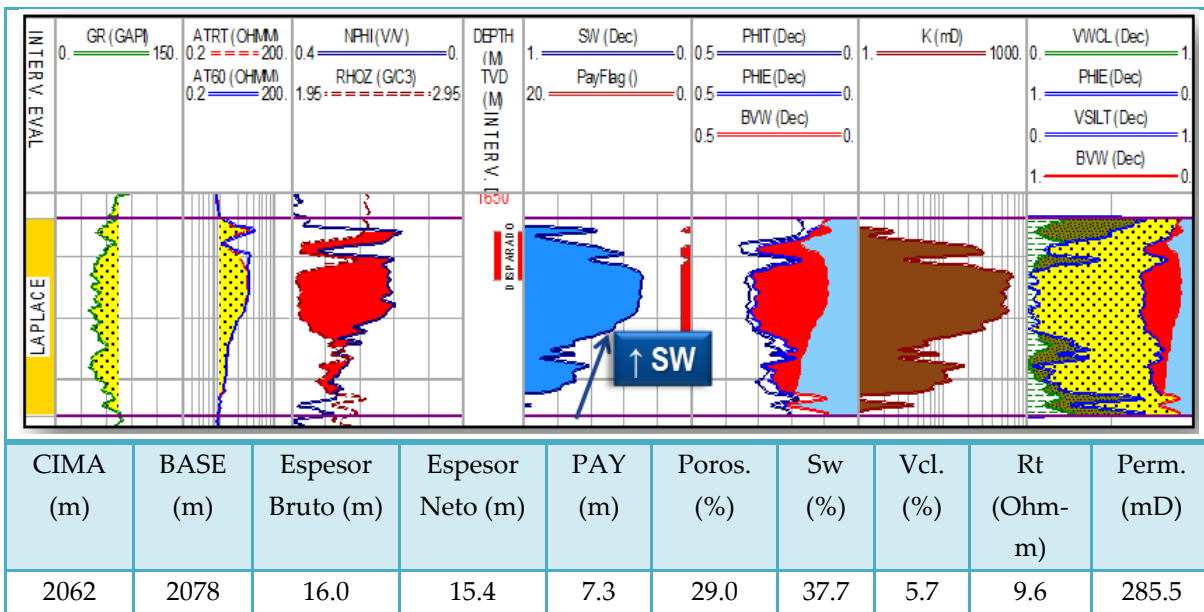 INTERV. EVAL
GR (GAPI)
0. 150.
ATRT (OHMM)
0.2 200.
AT60 (OHMM)
0.2 200.
NPHI (V/V)
0.4 0.
RHOZ (G/C3)
1.95 2.95
DEPTH
(M)
TVD
(M)
INTERV. D
SW (Dec)
1. 0.
PayFlag ()
20. 0.
PHIT (Dec)
0.5 0.
PHIE (Dec)
0.5 0.
BVW (Dec)
0.5 0.
K (mD)
1. 1000.
VWCL (Dec)
0. 1.
PHIE (Dec)
1. 0.
VSILT (Dec)
0. 1.
BVW (Dec)
1. 0.
1650
LAPLACE
DISPARADO
↑ SW
CIMA (m) BASE (m) Espesor Bruto (m) Espesor Neto (m) PAY (m) Poros. (%) Sw (%) Vcl. (%) Rt (Ohm-m) Perm. (mD)
2062 2078 16.0 15.4 7.3 29.0 37.7 5.7 9.6 285.5